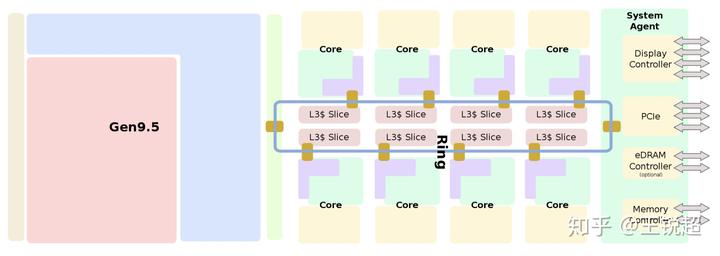 System
Agent
Core
Core
Core
Core
Display
Controller
Gen9.5
L3$ Slice
L3$ Slice
L3$ Slice
L3$ Slice
PCIe
L3$ Slice
L3$ Slice
L3$ Slice
L3$ Slice
Ring
eDRAM
Controller
(optional)
Core
Core
Core
Core
Memory
Controller
知乎 @王锐超